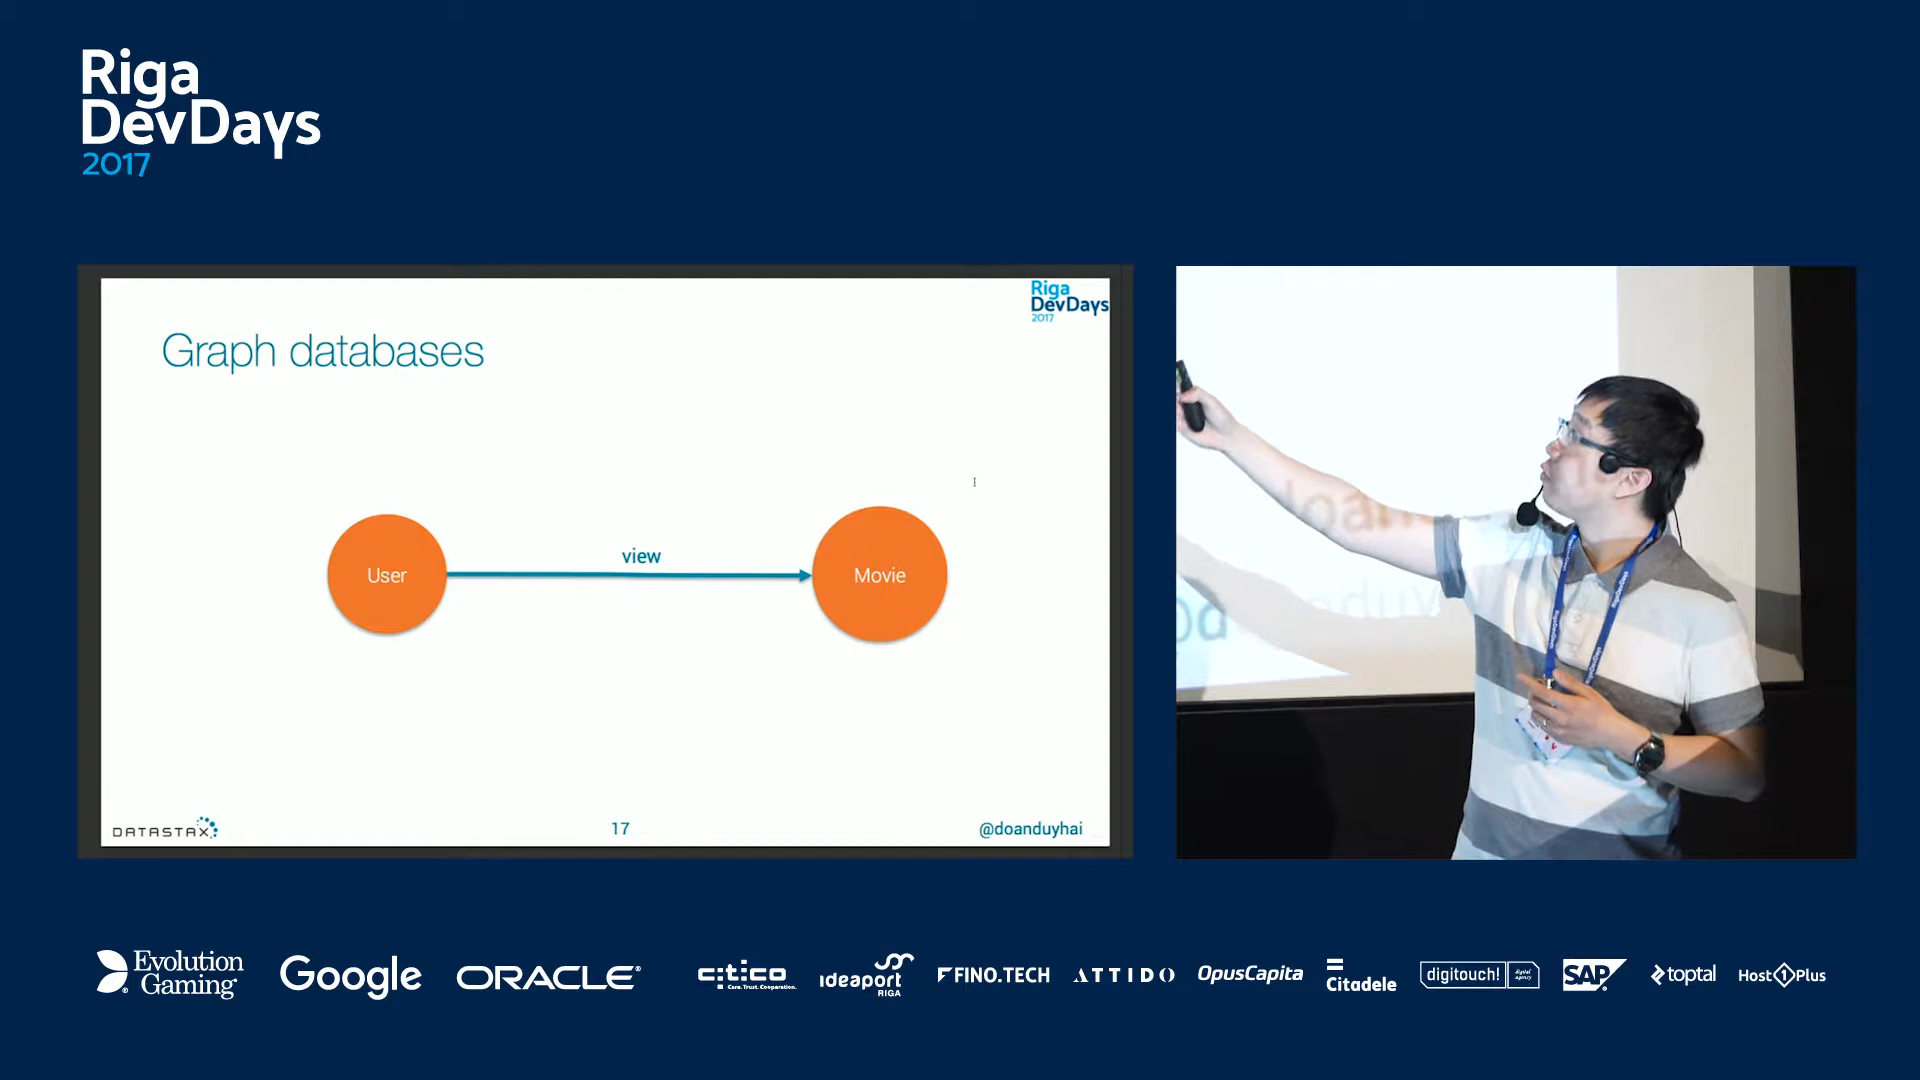 Riga
DevDays
2017
Riga
DevDays
2017
Graph databases
User
view
Movie
DATASTAX
17
@doanduyhai
Evolution
Gaming
Google
ORACLE
citico
Care. Trust. Cooperation.
ideaport
RIGA
FINO.TECH
ATTIDO
OpusCapita
Citadele
digitouch!
digital
agency
SAP
toptal
Host1Plus